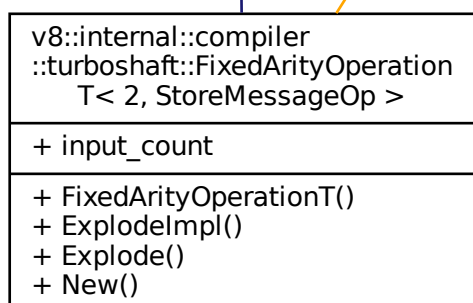 v8::internal::compiler
::turboshaft::FixedArityOperation
T< 2, StoreMessageOp >
+ input_count
+ FixedArityOperationT()
+ ExplodeImpl()
+ Explode()
+ New()